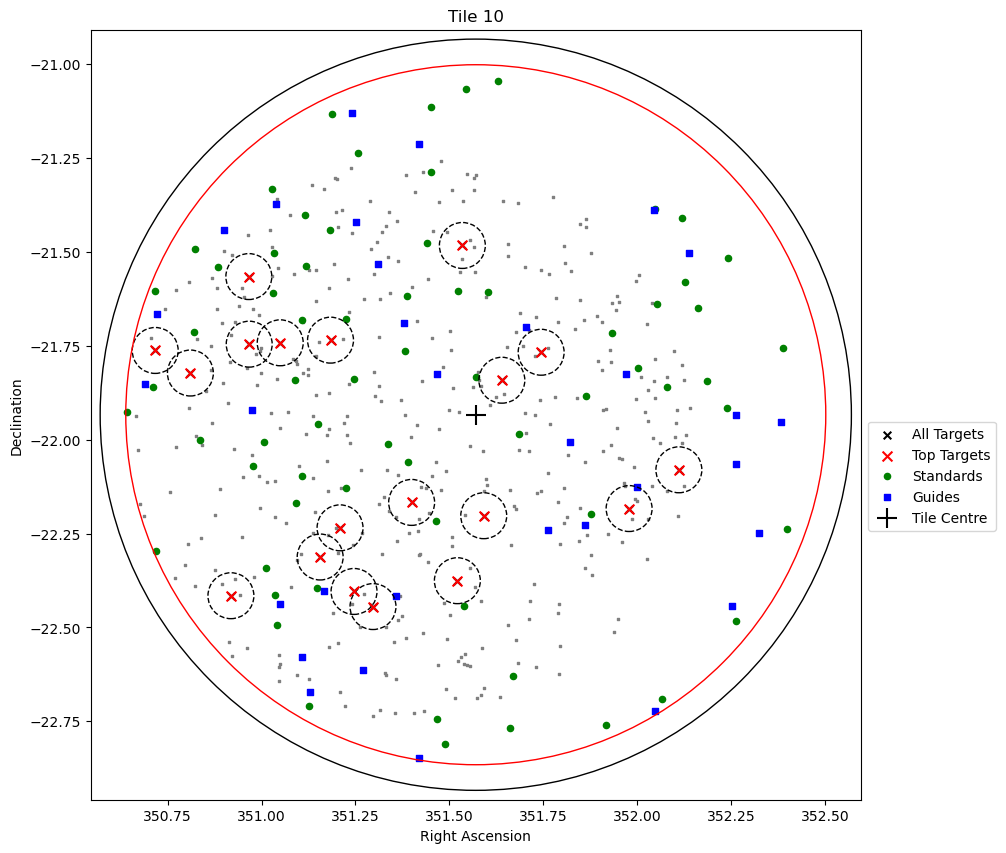 Tile 10
−21.00
−21.25
−21.50
−21.75
−22.00
−22.25
−22.50
−22.75
Declination
350.75 351.00 351.25 351.50 351.75 352.00 352.25 352.50
Right Ascension
All Targets
Top Targets
Standards
Guides
Tile Centre